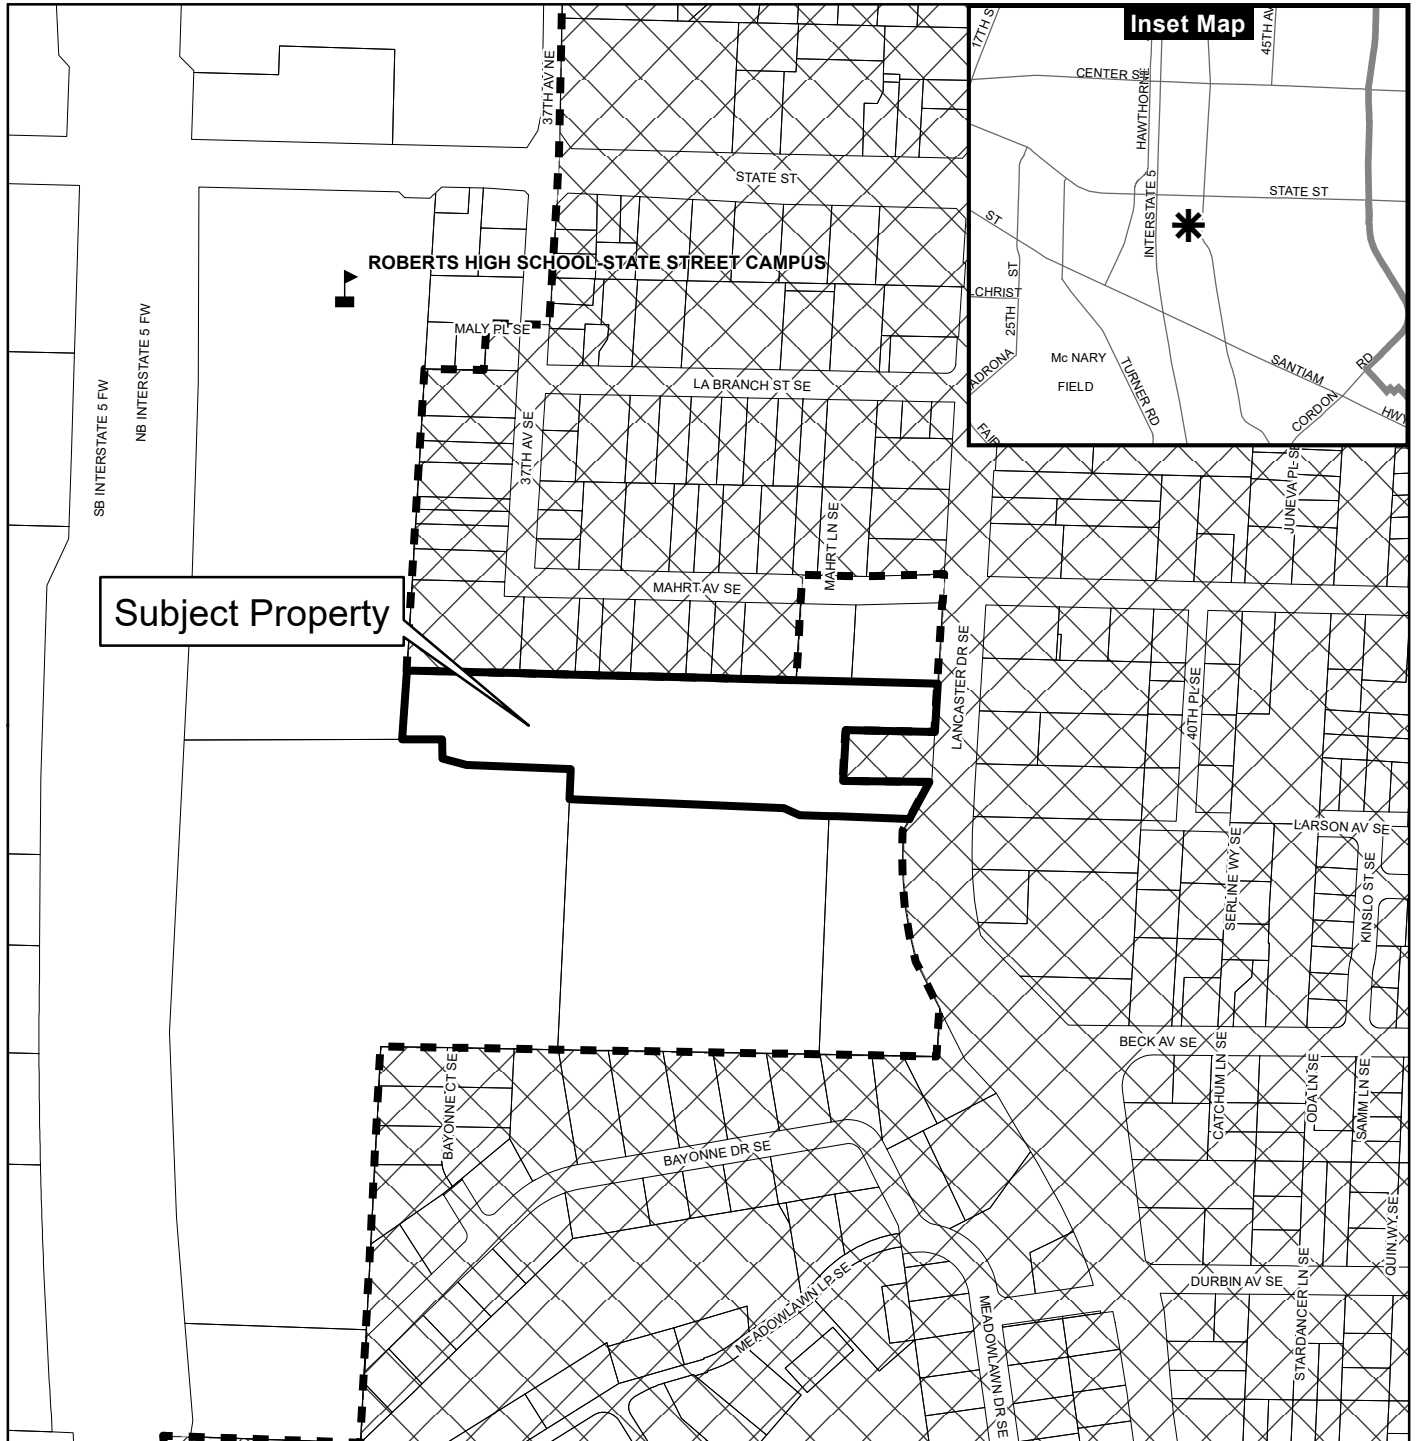 Inset Map
17TH S
45TH AV
CENTER S
HAWTHORNE
INTERSTATE 5
STATE ST
ST
25TH ST
CHRIST
ADRONA
Mc NARY
FIELD
TURNER RD
SANTIAM
HWY
CORDON
RD
FAIR
37TH AV NE
STATE ST
ROBERTS HIGH SCHOOL-STATE STREET CAMPUS
MALY PL SE
NB INTERSTATE 5 FW
SB INTERSTATE 5 FW
LA BRANCH ST SE
37TH AV SE
MAHRT LN SE
JUNEVA PL SE
MAHRT AV SE
Subject Property
LANCASTER DR SE
40TH PL SE
LARSON AV SE
SERLINE WY SE
KINSLO ST SE
BECK AV SE
BAYONNE CT SE
CATCHUM LN SE
ODA LN SE
SAMM LN SE
BAYONNE DR SE
QUIN WY SE
DURBIN AV SE
MEADOWLAWN LP SE
MEADOWLAWN DR SE
STARDANCER LN SE